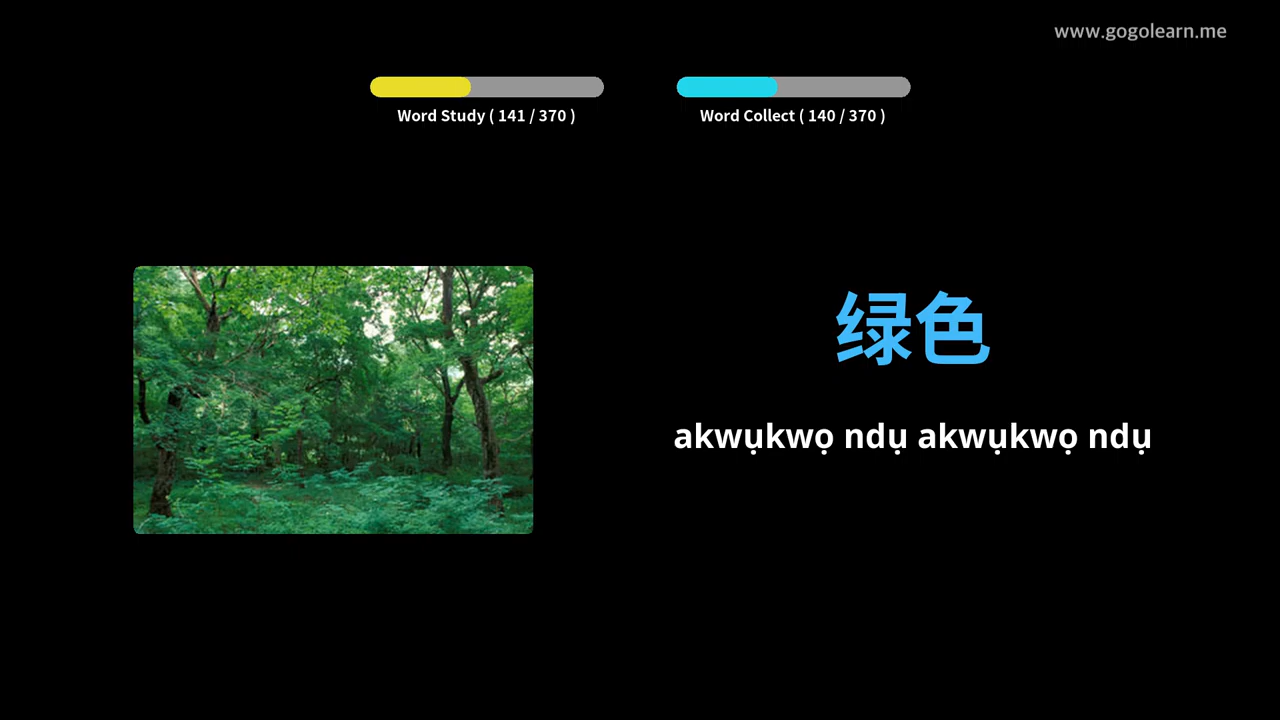 www.gogolearn.me
Word Study ( 141 / 370 )
Word Collect ( 140 / 370 )
绿色
akwụkwọ ndụ akwụkwọ ndụ